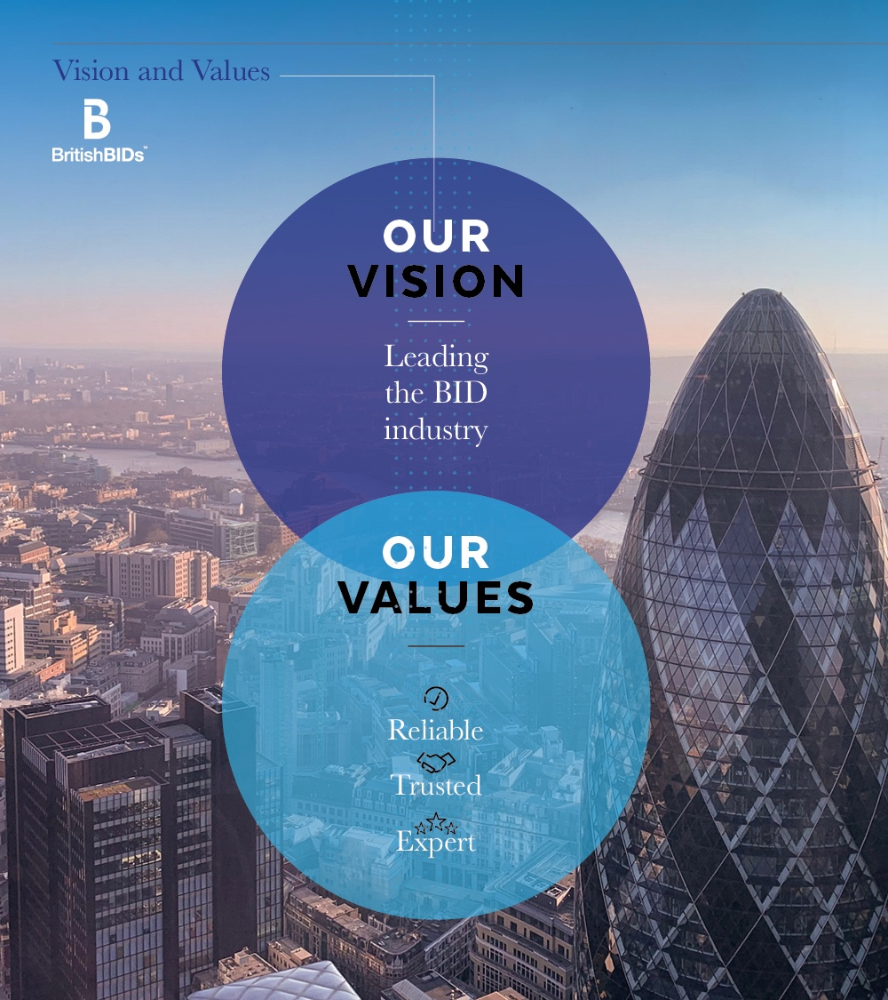 Vision and Values
B
BritishBIDs™
OUR
VISION
Leading
the BID
industry
OUR
VALUES
Reliable
Trusted
Expert